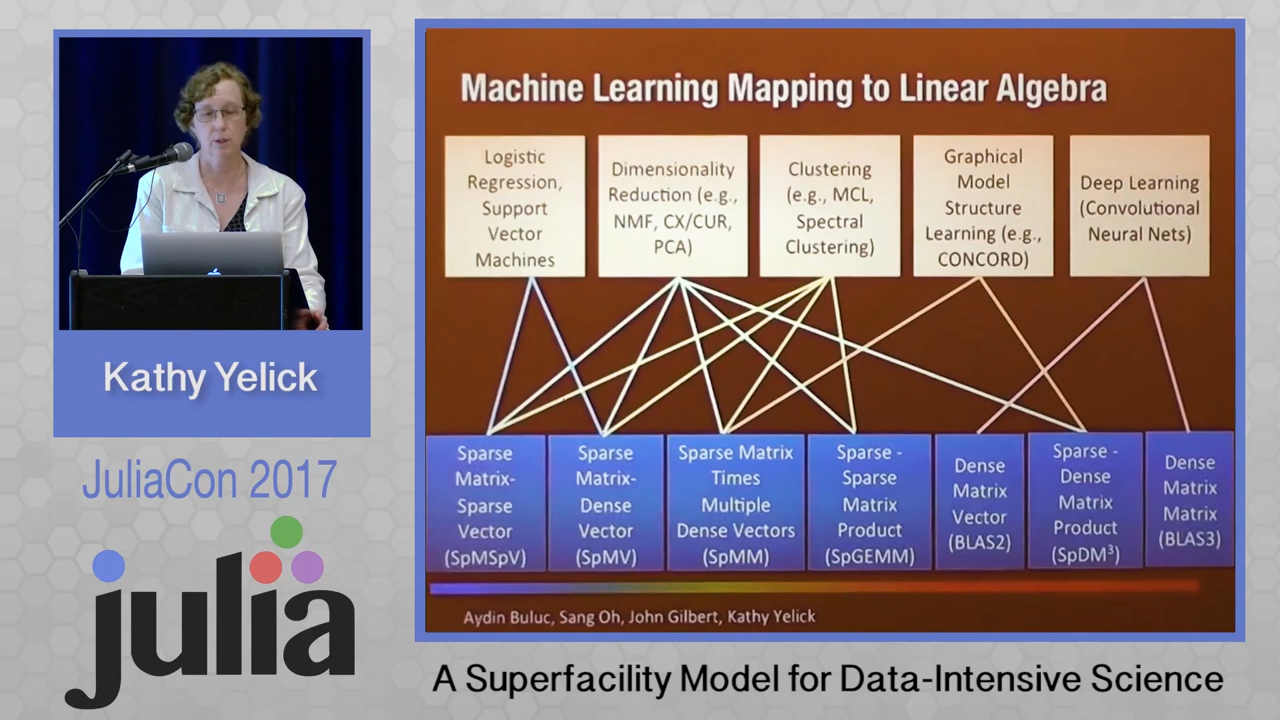 Machine Learning Mapping to Linear Algebra
Logistic
Regression,
Support
Vector
Machines
Dimensionality
Reduction (e.g.,
NMF, CX/CUR,
PCA)
Clustering
(e.g., MCL,
Spectral
Clustering)
Graphical
Model
Structure
Learning (e.g.,
CONCORD)
Deep Learning
(Convolutional
Neural Nets)
Sparse
Matrix-
Sparse
Vector
(SpMSpV)
Sparse
Matrix-
Dense
Vector
(SpMV)
Sparse Matrix
Times
Multiple
Dense Vectors
(SpMM)
Sparse -
Sparse
Matrix
Product
(SpGEMM)
Dense
Matrix
Vector
(BLAS2)
Sparse -
Dense
Matrix
Product
(SpDM³)
Dense
Matrix
Matrix
(BLAS3)
Aydin Buluc, Sang Oh, John Gilbert, Kathy Yelick
Kathy Yelick
JuliaCon 2017
julia
A Superfacility Model for Data-Intensive Science